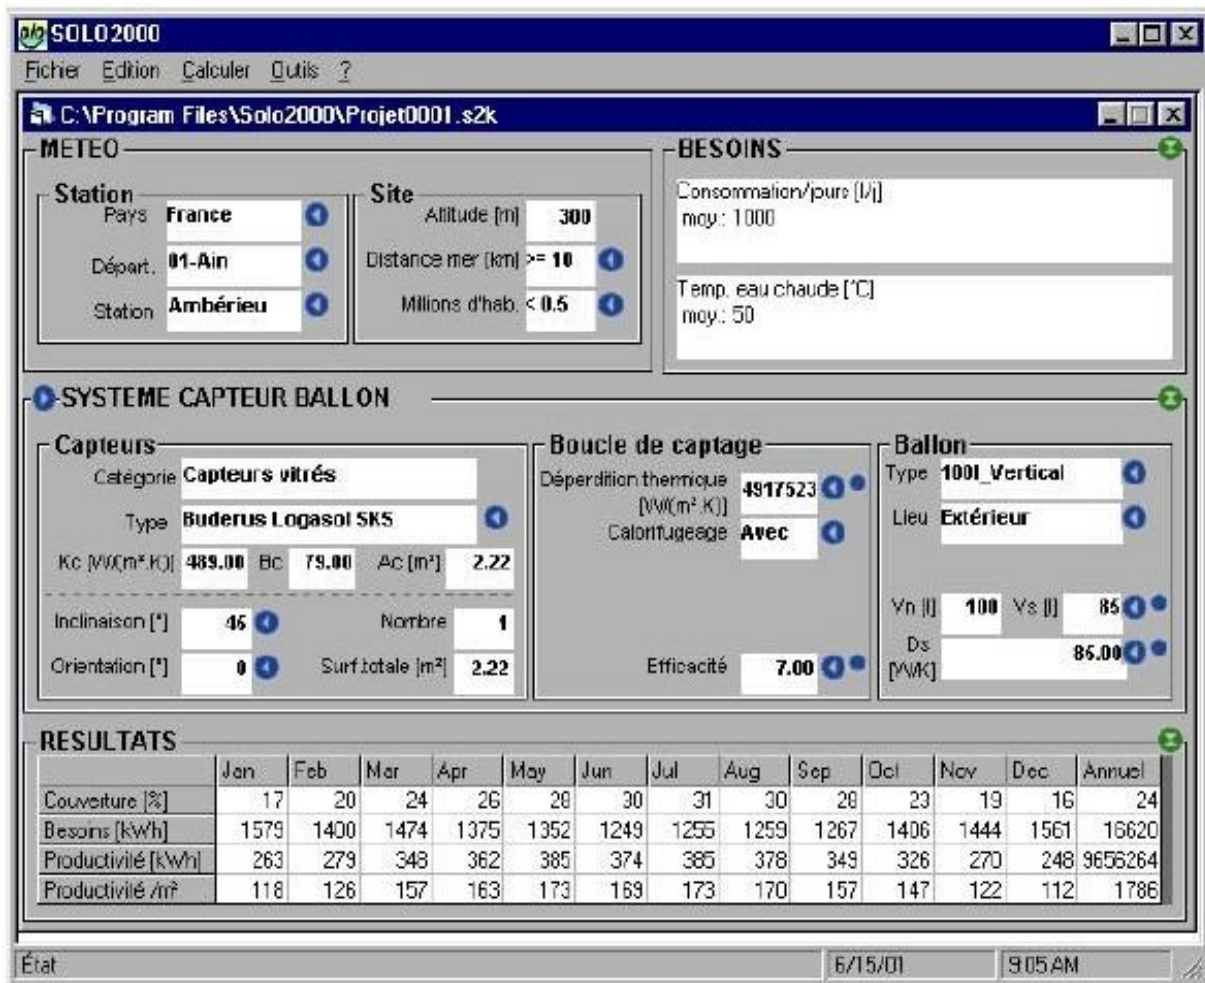 SOLO2000
Fichier Edition Calculer Outils ?
C:\Program Files\Solo2000\Projet0001.s2k
METEO
Station
Pays France
Départ. 01-Ain
Station Ambérieu
Site
Altitude [m] 300
Distance mer [km] >= 10
Millions d'hab. < 0.5
BESOINS
Consommation/jours [l/j]
moy.: 1000
Temp. eau chaude [°C]
moy.: 50
SYSTEME CAPTEUR BALLON
Capteurs
Catégorie Capteurs vitrés
Type Buderus Logasol SKS
Kc [W/(m².K)] 489.00 Bc 79.00 Ac [m²] 2.22
Inclinaison [°] 45 Nombre 1
Orientation [°] 0 Surf.totale [m²] 2.22
Boucle de captage
Déperdition thermique
[W/(m².K)] 4917523
Calorifugeage Avec
Efficacité 7.00
Ballon
Type 100l_Vertical
Lieu Extérieur
Vn [l] 100 Vs [l] 85
Ds
[W/K] 86.00
RESULTATS
Jan Feb Mar Apr May Jun Jul Aug Sep Oct Nov Dec Annuel
Couverture [%] 17 20 24 26 28 30 31 30 28 23 19 16 24
Besoins [kWh] 1579 1400 1474 1375 1352 1249 1255 1259 1267 1406 1444 1561 16620
Productivité [kWh] 263 279 348 362 385 374 385 378 349 326 270 248 9656264
Productivité /m² 118 126 157 163 173 169 173 170 157 147 122 112 1786
État 6/15/01 9:05 AM